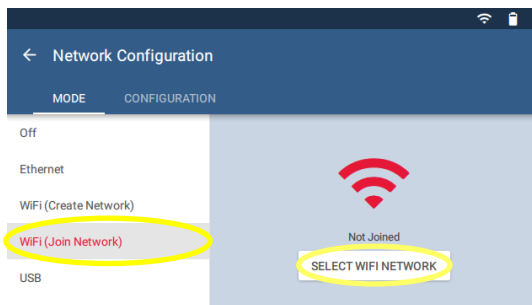 Network Configuration
MODE CONFIGURATION
Off
Ethernet
WiFi (Create Network)
WiFi (Join Network)
USB
Not Joined
SELECT WIFI NETWORK